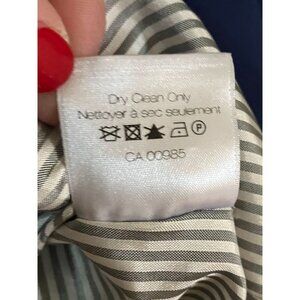 Dry Clean Only
Nettoyer à sec seulement
P
CA 00985